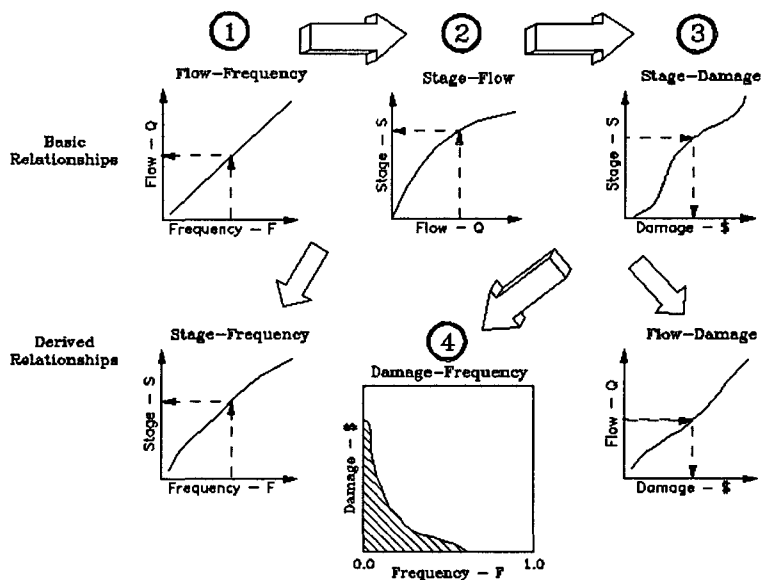 1
2
3
Flow-Frequency
Stage-Flow
Stage-Damage
Basic
Relationships
Flow - Q
Frequency - F
Stage - S
Flow - Q
Stage - S
Damage - $
Derived
Relationships
Stage-Frequency
Stage - S
Frequency - F
4
Damage-Frequency
Damage - $
0.0
1.0
Frequency - F
Flow-Damage
Flow - Q
Damage - $